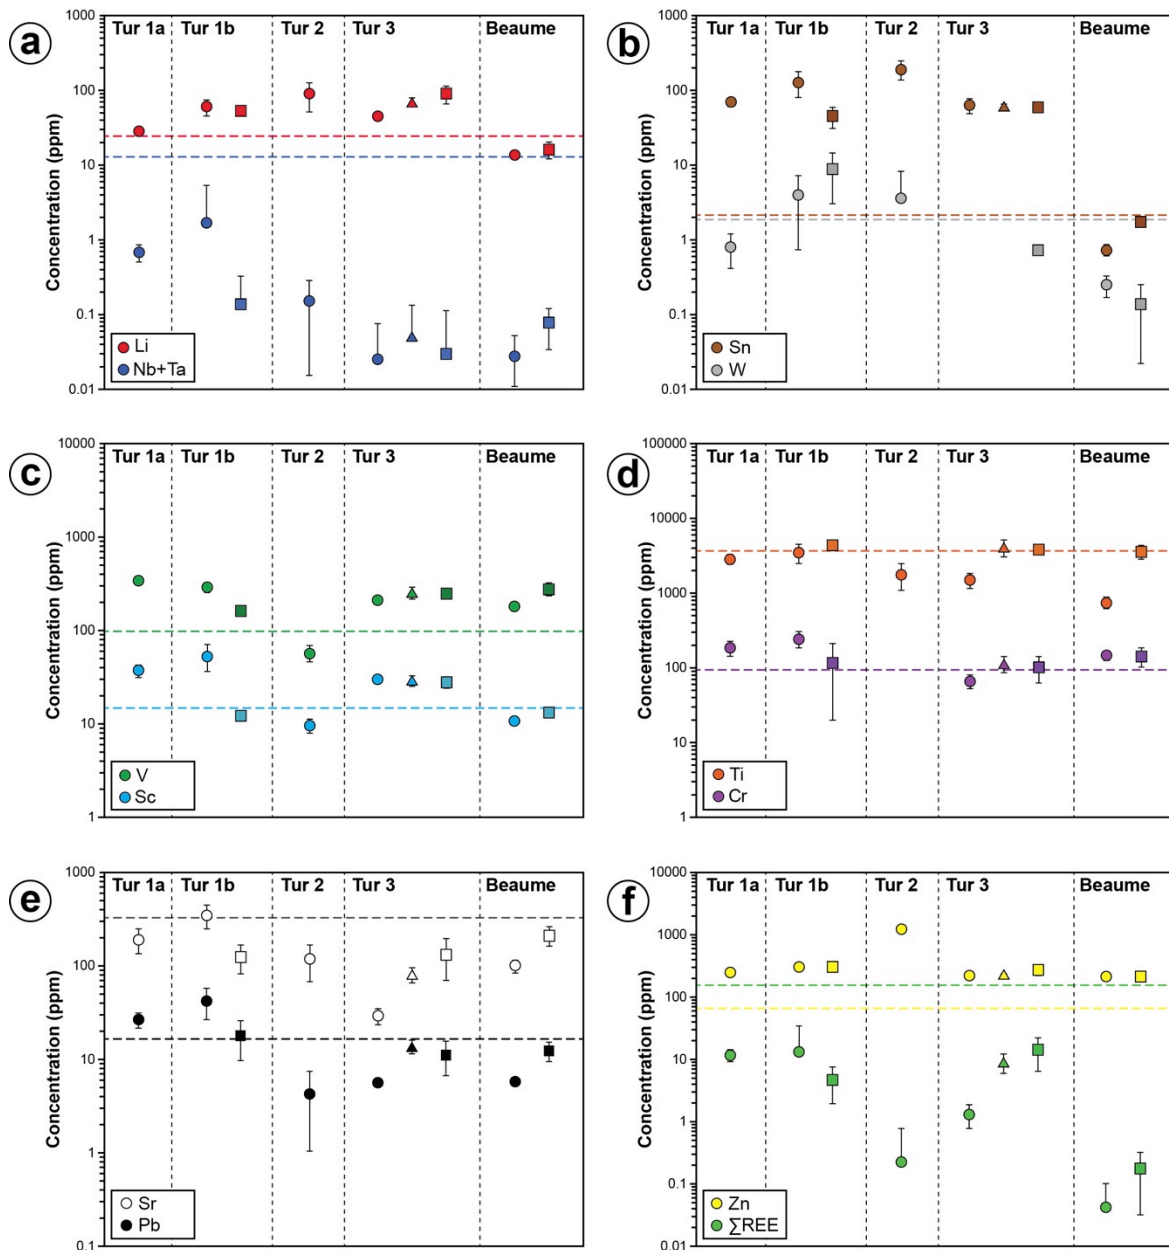 a
Tur 1a Tur 1b Tur 2 Tur 3 Beaume
1000
100
10
1
0.1
0.01
Concentration (ppm)
Li
Nb+Ta
b
Tur 1a Tur 1b Tur 2 Tur 3 Beaume
1000
100
10
1
0.1
0.01
Concentration (ppm)
Sn
W
c
Tur 1a Tur 1b Tur 2 Tur 3 Beaume
10000
1000
100
10
1
Concentration (ppm)
V
Sc
d
Tur 1a Tur 1b Tur 2 Tur 3 Beaume
100000
10000
1000
100
10
1
Concentration (ppm)
Ti
Cr
e
Tur 1a Tur 1b Tur 2 Tur 3 Beaume
1000
100
10
1
0.1
Concentration (ppm)
Sr
Pb
f
Tur 1a Tur 1b Tur 2 Tur 3 Beaume
10000
1000
100
10
1
0.1
0.01
Concentration (ppm)
Zn
∑REE